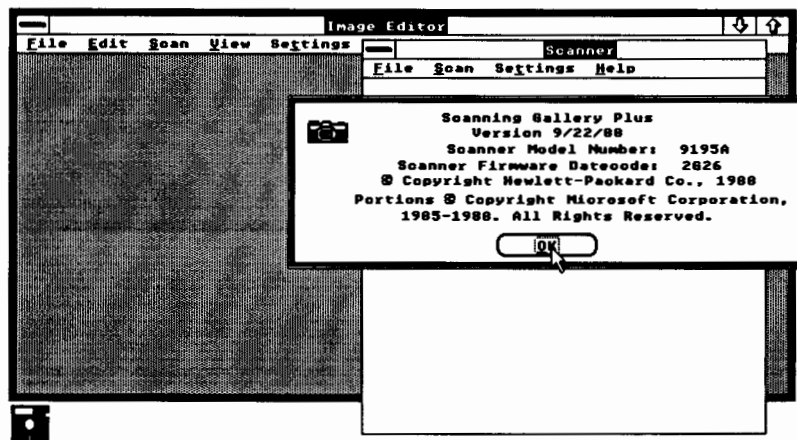 Image Editor
File Edit Scan View Settings
Scanner
File Scan Settings Help
Scanning Gallery Plus
Version 9/22/88
Scanner Model Number: 9195A
Scanner Firmware Datecode: 2826
© Copyright Hewlett-Packard Co., 1988
Portions © Copyright Microsoft Corporation,
1985-1988. All Rights Reserved.
OK